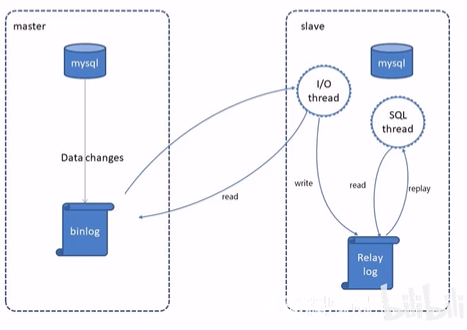 master
mysql
Data changes
binlog
slave
mysql
I/O
thread
SQL
thread
read
write
read
replay
Relay
log
bilibili